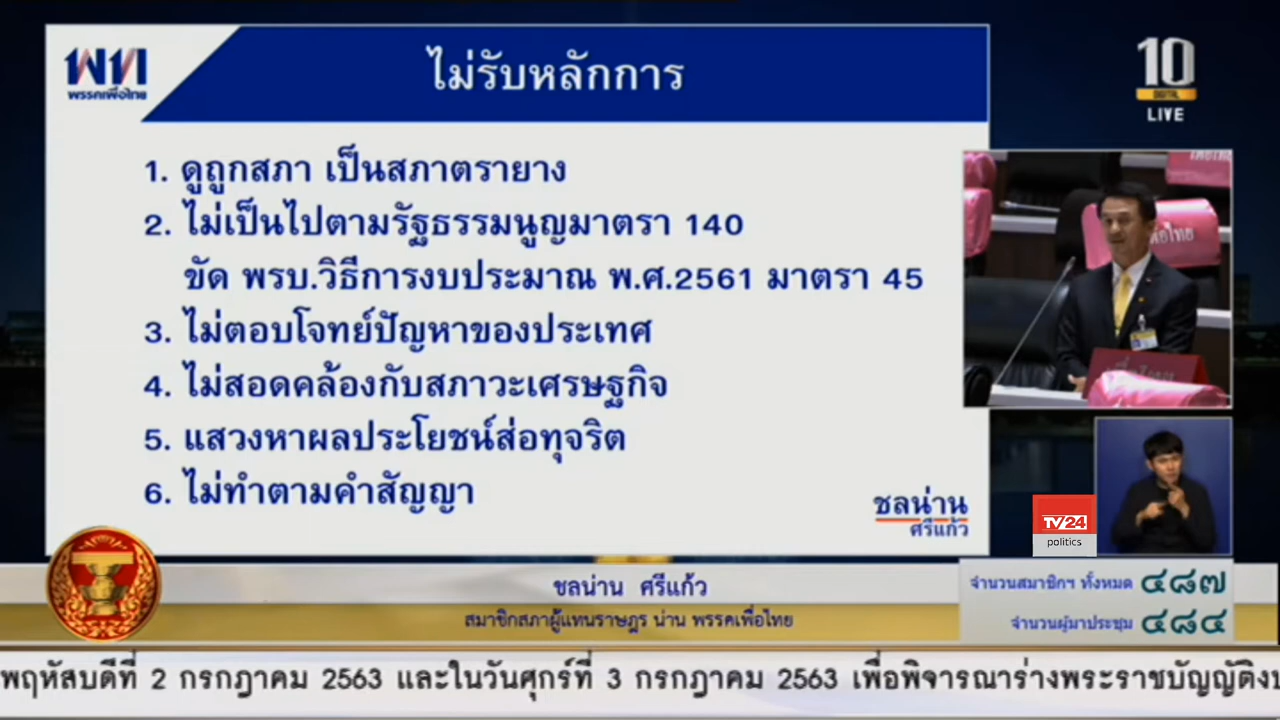 พท
พรรคเพื่อไทย
ไม่รับหลักการ
10
DIGITAL
LIVE
1. ดูถูกสภา เป็นสภาตรายาง
2. ไม่เป็นไปตามรัฐธรรมนูญมาตรา 140
ขัด พรบ.วิธีการงบประมาณ พ.ศ.2561 มาตรา 45
3. ไม่ตอบโจทย์ปัญหาของประเทศ
4. ไม่สอดคล้องกับสภาวะเศรษฐกิจ
5. แสวงหาผลประโยชน์ส่อทุจริต
6. ไม่ทำตามคำสัญญา
ชลน่าน
ศรีแก้ว
TV24
politics
ชลน่าน ศรีแก้ว
สมาชิกสภาผู้แทนราษฎร น่าน พรรคเพื่อไทย
จำนวนสมาชิกฯ ทั้งหมด ๔๘๗
จำนวนผู้มาประชุม ๔๘๔
พฤหัสบดีที่ 2 กรกฎาคม 2563 และในวันศุกร์ที่ 3 กรกฎาคม 2563 เพื่อพิจารณาร่างพระราชบัญญัติงบ